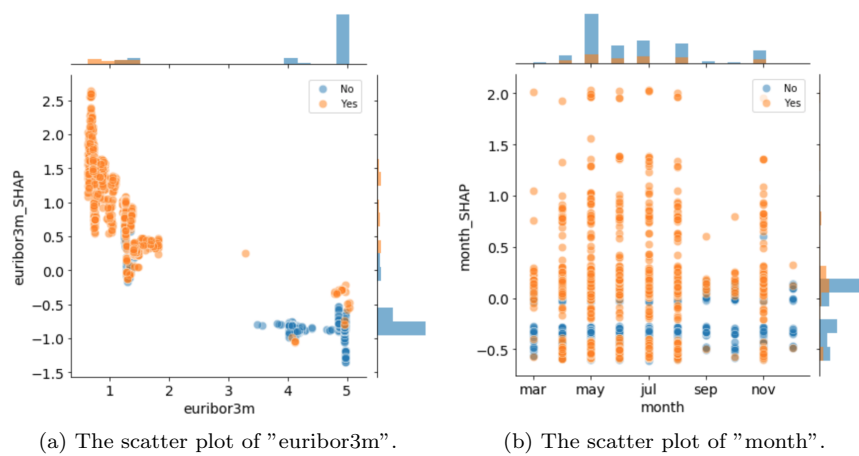 No
Yes
2.5
2.0
1.5
1.0
0.5
0.0
−0.5
−1.0
−1.5
euribor3m_SHAP
1 2 3 4 5
euribor3m
(a) The scatter plot of ”euribor3m”.
No
Yes
2.0
1.5
1.0
0.5
0.0
−0.5
month_SHAP
mar may jul sep nov
month
(b) The scatter plot of ”month”.